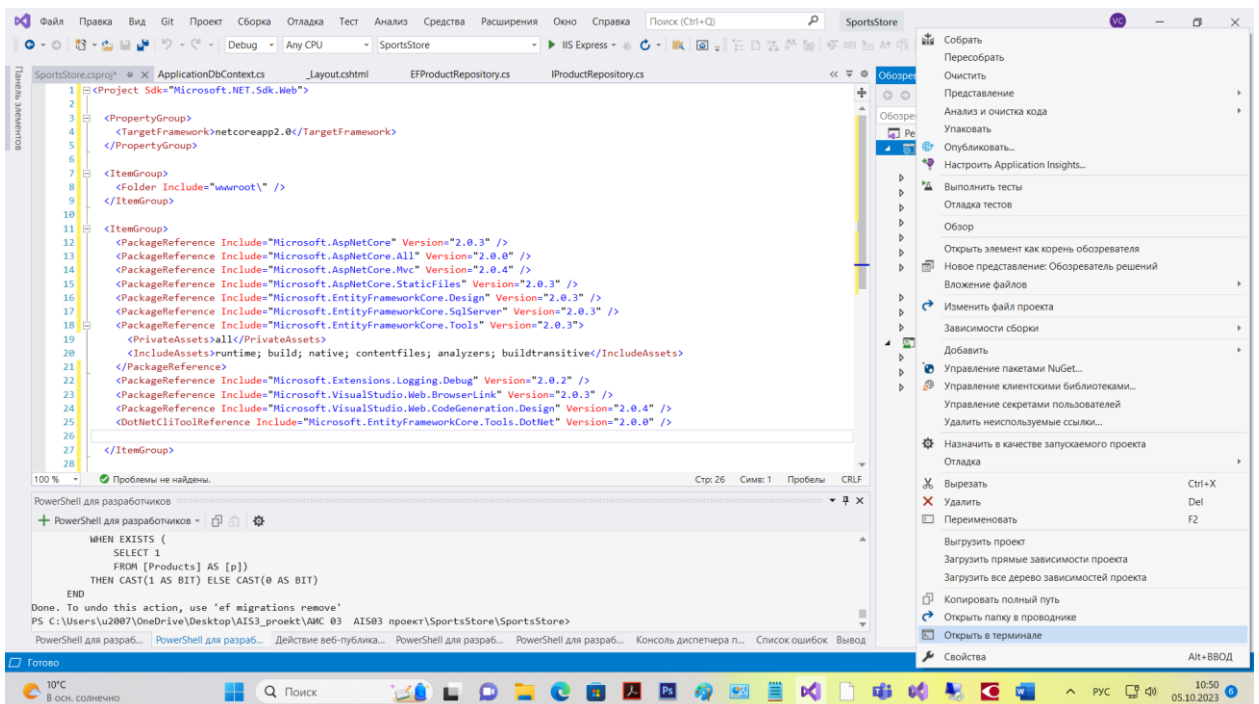 Файл Правка Вид Git Проект Сборка Отладка Тест Анализ Средства Расширения Окно Справка Поиск (Ctrl+Q) SportsStore VC
Debug Any CPU SportsStore IIS Express
Панель элементов
SportsStore.csproj* ApplicationDbContext.cs _Layout.cshtml EFProductRepository.cs IProductRepository.cs
1 <Project Sdk="Microsoft.NET.Sdk.Web">
2
3 <PropertyGroup>
4 <TargetFramework>netcoreapp2.0</TargetFramework>
5 </PropertyGroup>
6
7 <ItemGroup>
8 <Folder Include="wwwroot\" />
9 </ItemGroup>
10
11 <ItemGroup>
12 <PackageReference Include="Microsoft.AspNetCore" Version="2.0.3" />
13 <PackageReference Include="Microsoft.AspNetCore.All" Version="2.0.0" />
14 <PackageReference Include="Microsoft.AspNetCore.Mvc" Version="2.0.4" />
15 <PackageReference Include="Microsoft.AspNetCore.StaticFiles" Version="2.0.3" />
16 <PackageReference Include="Microsoft.EntityFrameworkCore.Design" Version="2.0.3" />
17 <PackageReference Include="Microsoft.EntityFrameworkCore.SqlServer" Version="2.0.3" />
18 <PackageReference Include="Microsoft.EntityFrameworkCore.Tools" Version="2.0.3">
19 <PrivateAssets>all</PrivateAssets>
20 <IncludeAssets>runtime; build; native; contentfiles; analyzers; buildtransitive</IncludeAssets>
21 </PackageReference>
22 <PackageReference Include="Microsoft.Extensions.Logging.Debug" Version="2.0.2" />
23 <PackageReference Include="Microsoft.VisualStudio.Web.BrowserLink" Version="2.0.3" />
24 <PackageReference Include="Microsoft.VisualStudio.Web.CodeGeneration.Design" Version="2.0.4" />
25 <DotNetCliToolReference Include="Microsoft.EntityFrameworkCore.Tools.DotNet" Version="2.0.0" />
26
27 </ItemGroup>
28
100 % Проблемы не найдены. Стр: 26 Симв: 1 Пробелы CRLF
PowerShell для разработчиков
PowerShell для разработчиков
WHEN EXISTS (
SELECT 1
FROM [Products] AS [p])
THEN CAST(1 AS BIT) ELSE CAST(0 AS BIT)
END
Done. To undo this action, use 'ef migrations remove'
PS C:\Users\u2007\OneDrive\Desktop\AIS3_proekt\АИС 03 AIS03 проект\SportsStore\SportsStore>
PowerShell для разраб... PowerShell для разраб... Действие веб-публика... PowerShell для разраб... PowerShell для разраб... Консоль диспетчера п... Список ошибок Вывод
Обозрев
Обозре
Ре
Собрать
Пересобрать
Очистить
Представление
Анализ и очистка кода
Упаковать
Опубликовать...
Настроить Application Insights...
Выполнить тесты
Отладка тестов
Обзор
Открыть элемент как корень обозревателя
Новое представление: Обозреватель решений
Вложение файлов
Изменить файл проекта
Зависимости сборки
Добавить
Управление пакетами NuGet...
Управление клиентскими библиотеками...
Управление секретами пользователей
Удалить неиспользуемые ссылки...
Назначить в качестве запускаемого проекта
Отладка
Вырезать Ctrl+X
Удалить Del
Переименовать F2
Выгрузить проект
Загрузить прямые зависимости проекта
Загрузить все дерево зависимостей проекта
Копировать полный путь
Открыть папку в проводнике
Открыть в терминале
Свойства Alt+ВВОД
Готово
10°C
В осн. солнечно
Поиск
РУС
10:50
05.10.2023
6